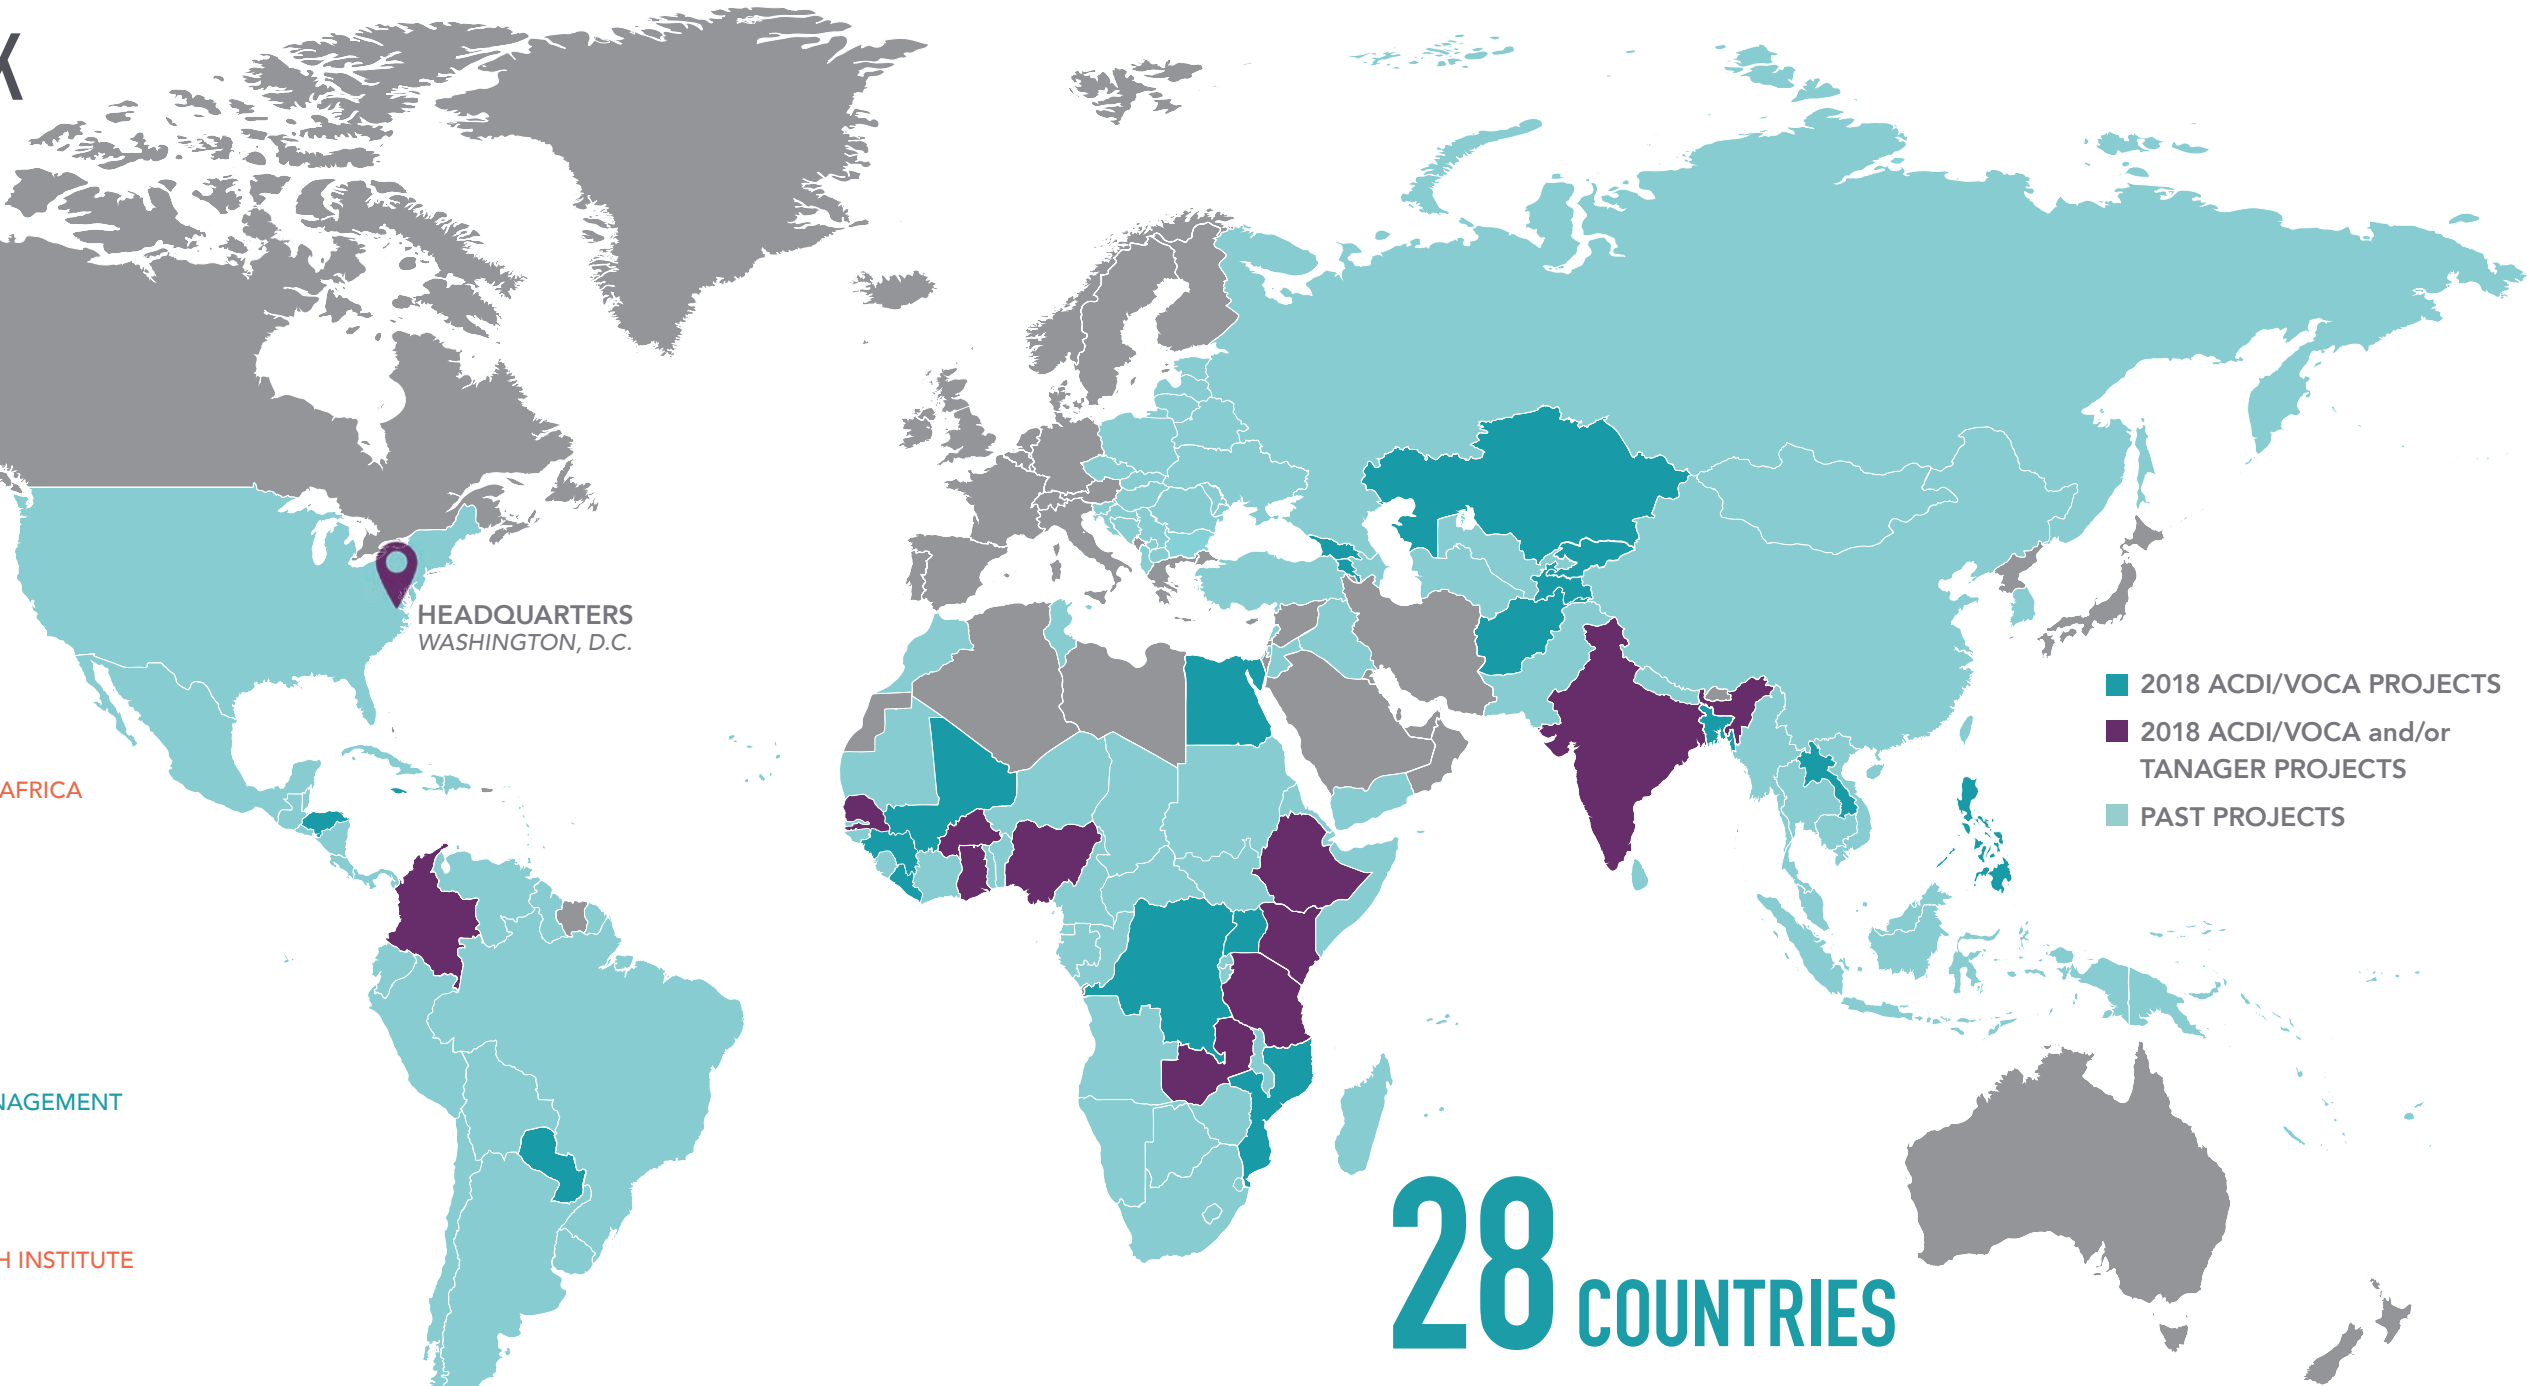 K
HEADQUARTERS
WASHINGTON, D.C.
2018 ACDI/VOCA PROJECTS
2018 ACDI/VOCA and/or
TANAGER PROJECTS
PAST PROJECTS
AFRICA
NAGEMENT
H INSTITUTE
28 COUNTRIES